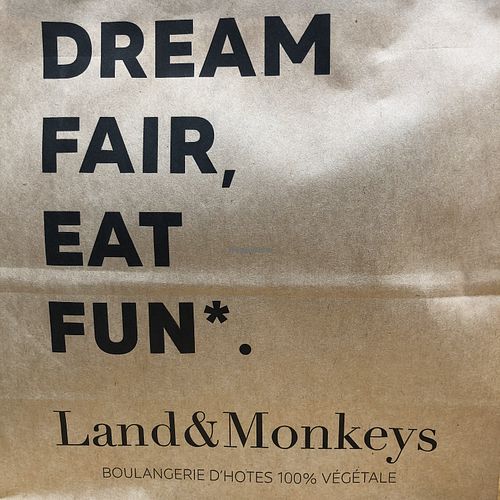 DREAM
FAIR,
EAT
FUN*.
Land&Monkeys
BOULANGERIE D'HOTES 100% VÉGÉTALE